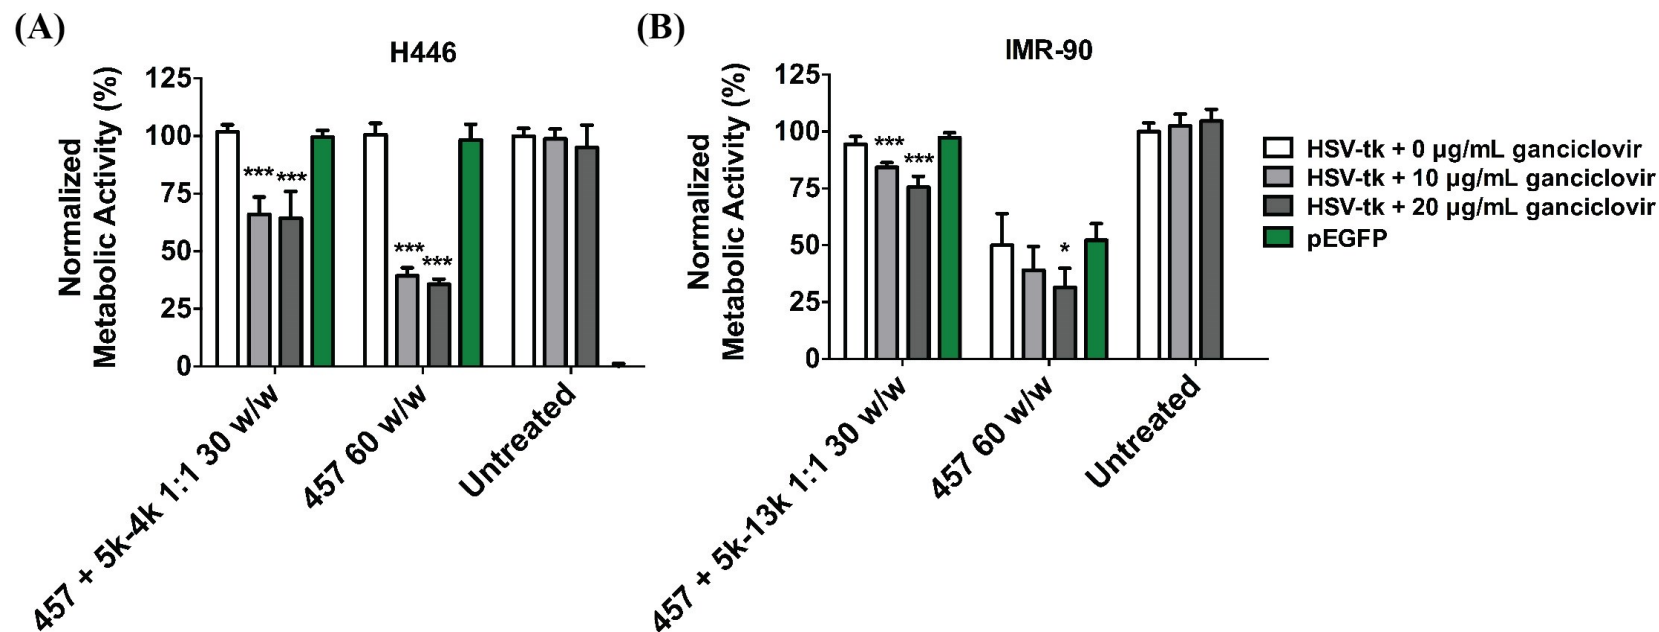 (A)
H446
Normalized
Metabolic Activity (%)
125
100
75
50
25
0
*** ***
*** ***
457 + 5k-4k 1:1 30 w/w
457 60 w/w
Untreated
(B)
IMR-90
Normalized
Metabolic Activity (%)
125
100
75
50
25
0
***
***
*
457 + 5k-13k 1:1 30 w/w
457 60 w/w
Untreated
HSV-tk + 0 μg/mL ganciclovir
HSV-tk + 10 μg/mL ganciclovir
HSV-tk + 20 μg/mL ganciclovir
pEGFP